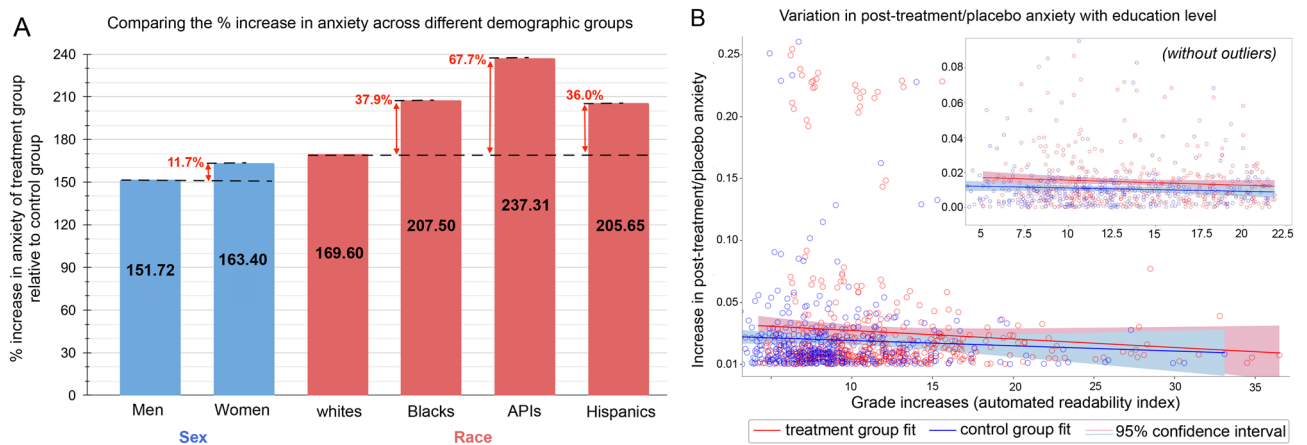 A
Comparing the % increase in anxiety across different demographic groups
% increase in anxiety of treatment group
relative to control group
240
210
180
150
120
90
60
30
0
11.7%
37.9%
67.7%
36.0%
151.72
163.40
169.60
207.50
237.31
205.65
Men
Women
whites
Blacks
APIs
Hispanics
Sex
Race
B
Variation in post-treatment/placebo anxiety with education level
Increase in post-treatment/placebo anxiety
0.25
0.20
0.15
0.10
0.05
0.01
10
15
20
25
30
35
Grade increases (automated readability index)
(without outliers)
0.08
0.06
0.04
0.02
0.00
5
7.5
10
12.5
15
17.5
20
22.5
treatment group fit
control group fit
95% confidence interval